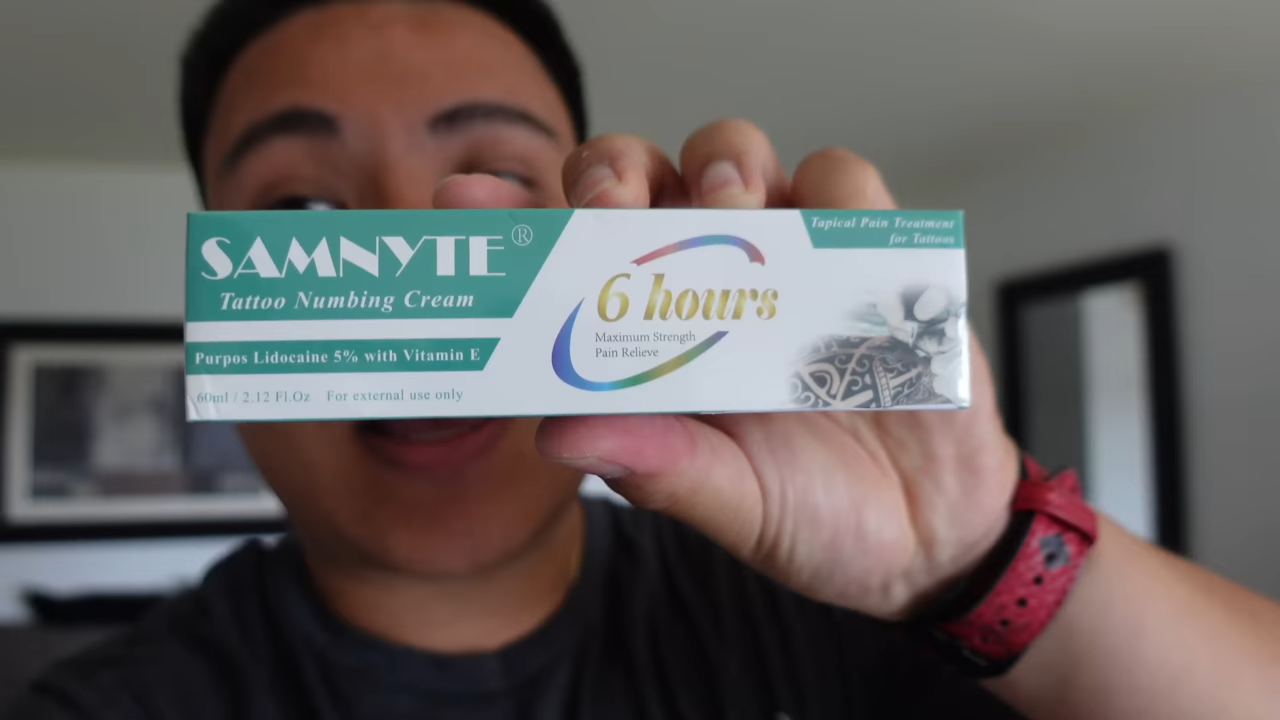 SAMNYTE®
Tattoo Numbing Cream
Purpos Lidocaine 5% with Vitamin E
60ml / 2.12 Fl.Oz For external use only
6 hours
Maximum Strength
Pain Relieve
Tapical Pain Treatment
for Tattoos